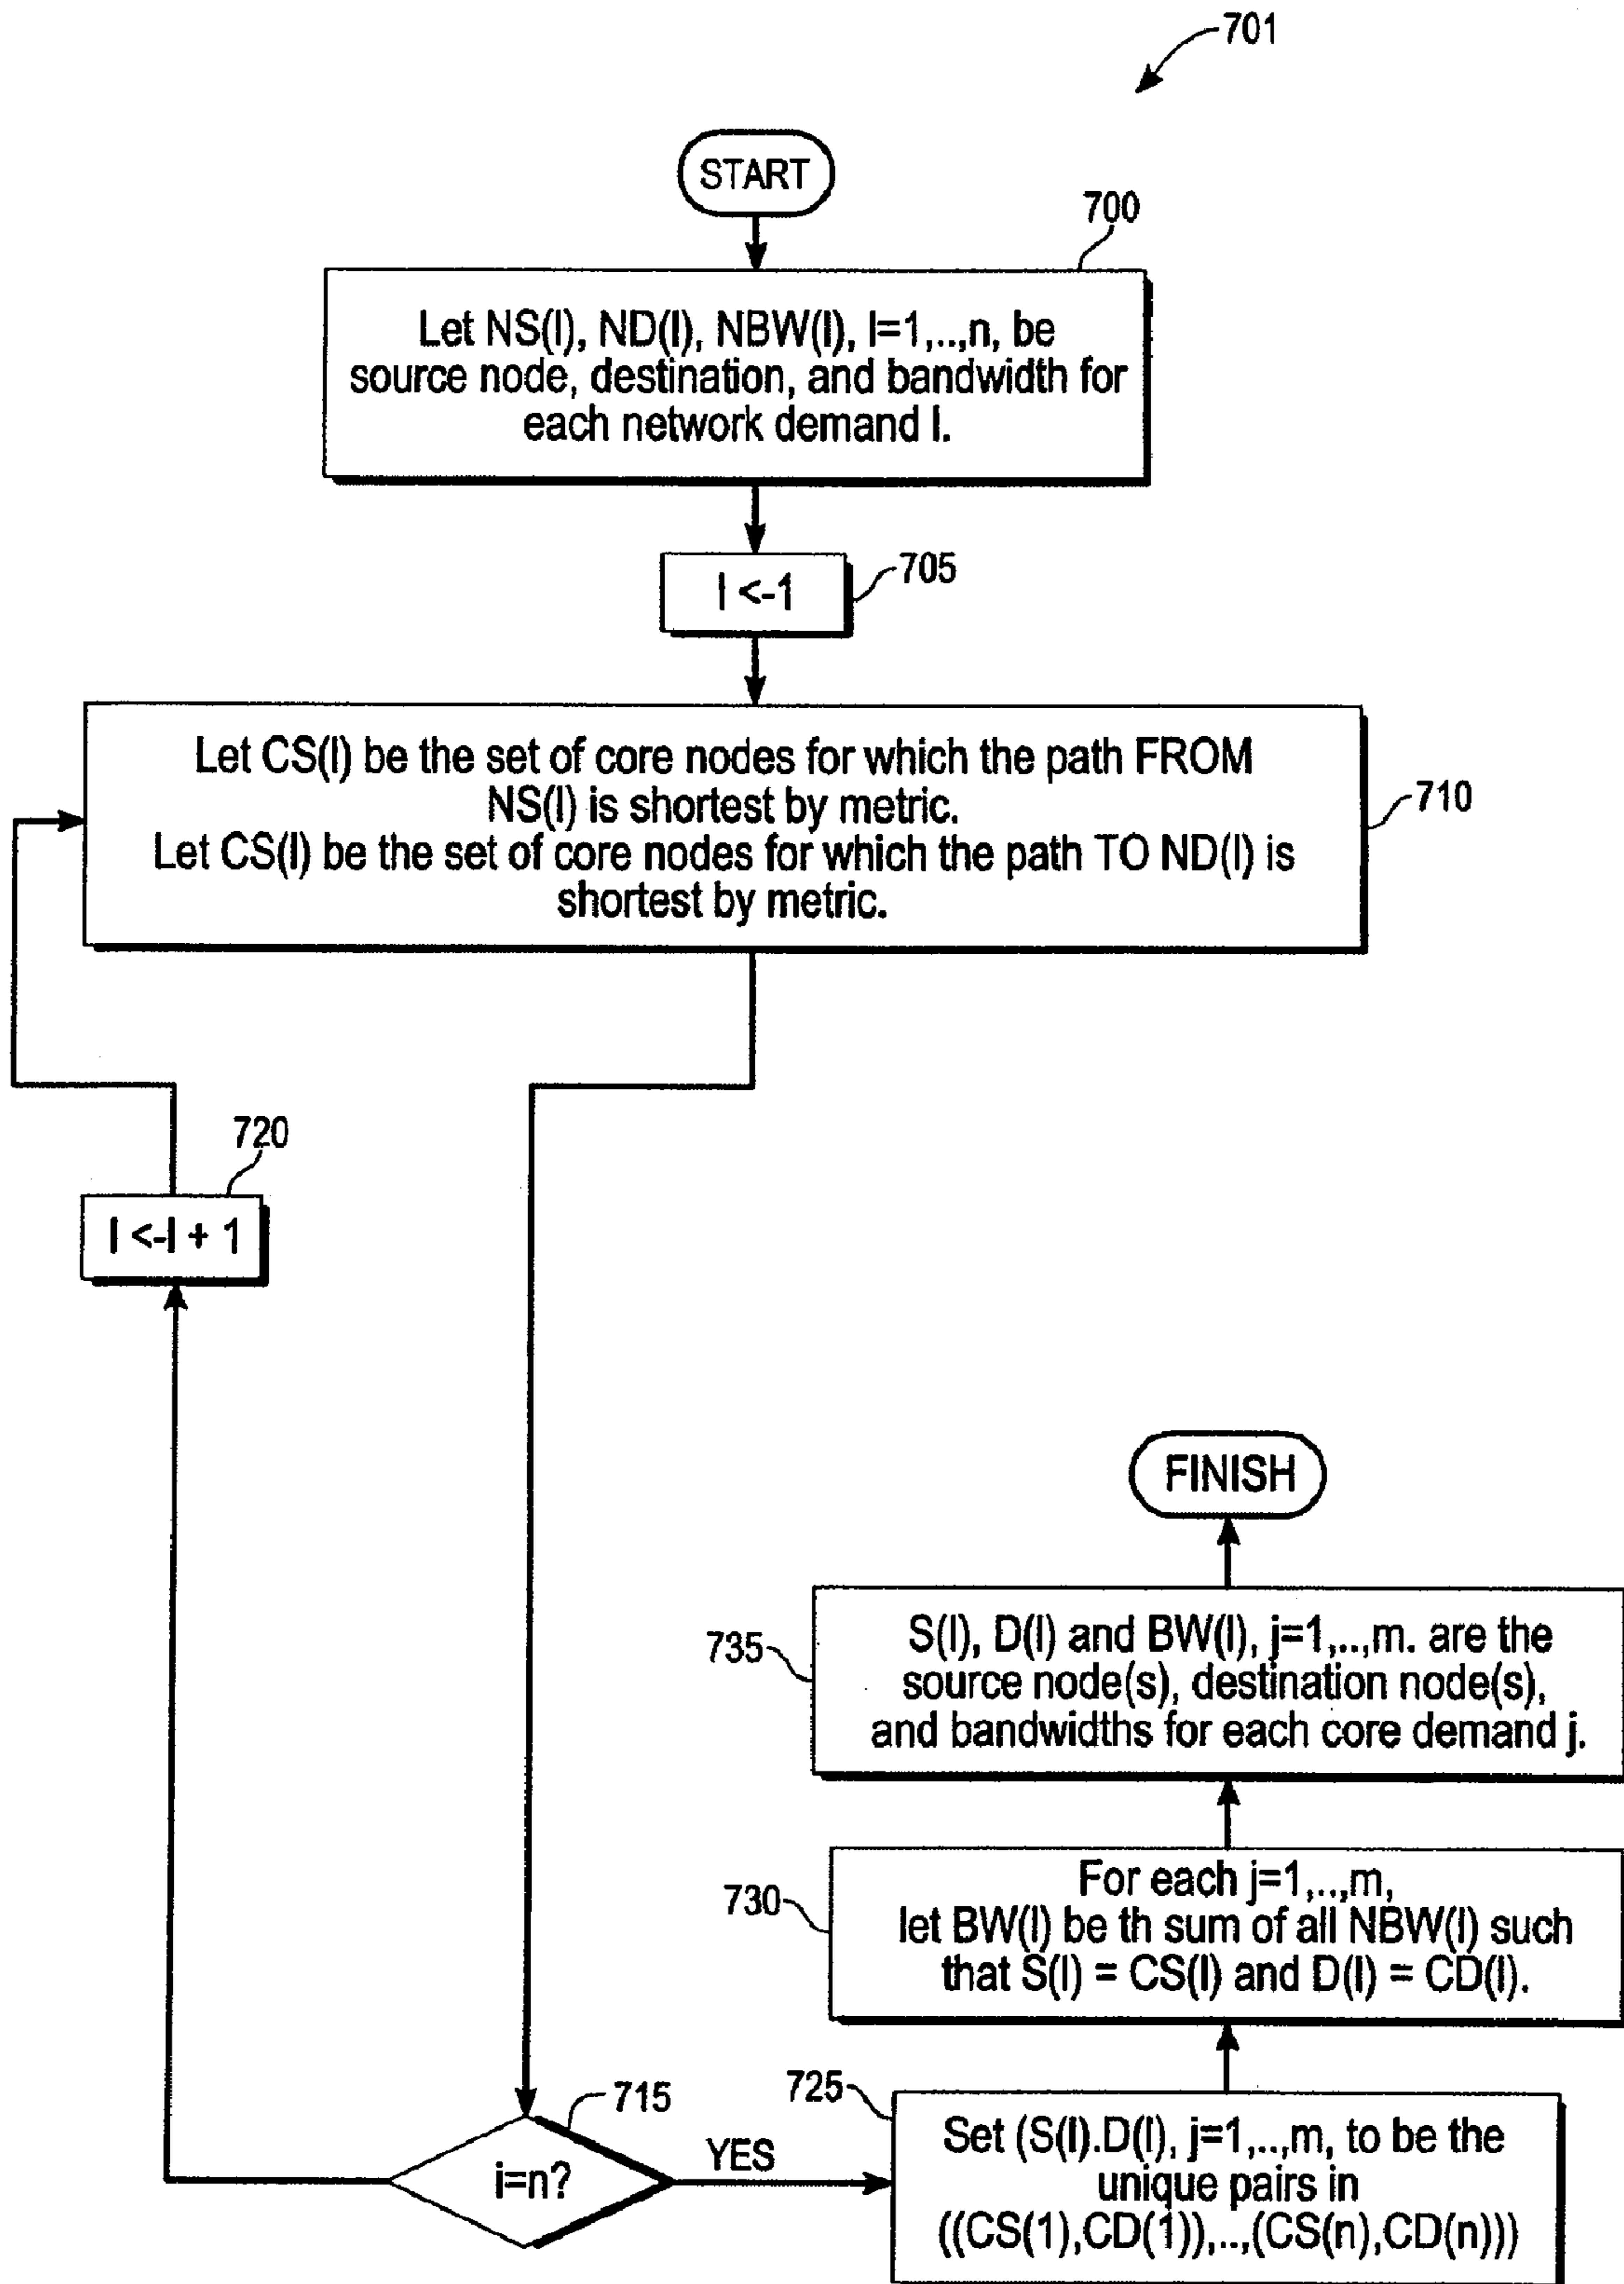 701
START
700
Let NS(I), ND(I), NBW(I), I=1,..,n, be
source node, destination, and bandwidth for
each network demand I.
I <-1
705
Let CS(I) be the set of core nodes for which the path FROM
NS(I) is shortest by metric.
Let CS(I) be the set of core nodes for which the path TO ND(I) is
shortest by metric.
710
720
I <-I + 1
FINISH
735
S(I), D(I) and BW(I), j=1,..,m. are the
source node(s), destination node(s),
and bandwidths for each core demand j.
730
For each j=1,..,m,
let BW(I) be th sum of all NBW(I) such
that S(I) = CS(I) and D(I) = CD(I).
715
i=n?
YES
725
Set (S(I).D(I), j=1,..,m, to be the
unique pairs in
((CS(1),CD(1)),..,(CS(n),CD(n)))